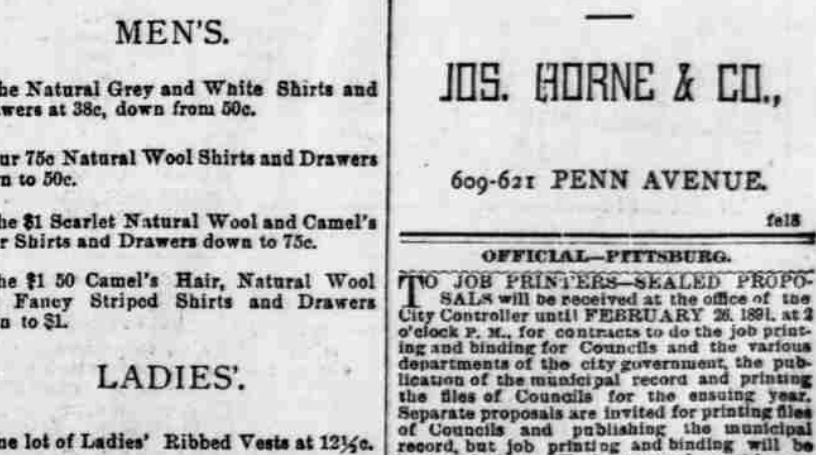 MEN'S.
he Natural Grey and White Shirts and
wers at 38c, down from 50c.
ur 75c Natural Wool Shirts and Drawers
n to 50c.
he $1 Scarlet Natural Wool and Camel's
r Shirts and Drawers down to 75c.
he $1 50 Camel's Hair, Natural Wool
Fancy Striped Shirts and Drawers
n to $1.
LADIES'.
ne lot of Ladies' Ribbed Vests at 12½c.
JOS. HORNE & CO.,
609-621 PENN AVENUE.
fe18
OFFICIAL—PITTSBURG.
TO JOB PRINTERS—SEALED PROPO-
SALS will be received at the office of the
City Controller until FEBRUARY 26, 1891, at 2
o'clock P. M., for contracts to do the job print-
ing and binding for Councils and the various
departments of the city government, the pub-
lication of the municipal record and printing
the files of Councils for the ensuing year.
Separate proposals are invited for printing files
of Councils and publishing the municipal
record, but job printing and binding will be